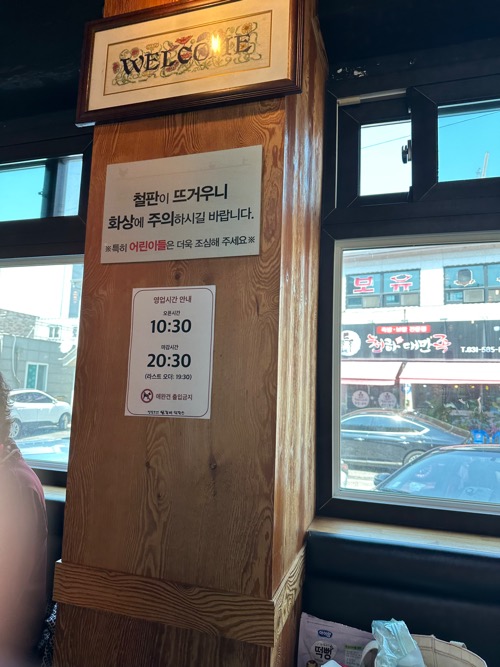 WELCOME
철판이 뜨거우니
화상에 주의하시길 바랍니다.
※특히 어린이들은 더욱 조심해 주세요※
영업시간 안내
오픈시간
10:30
마감시간
20:30
(라스트 오더: 19:30)
애완견 출입금지
보유
T.031-585-
떡빵